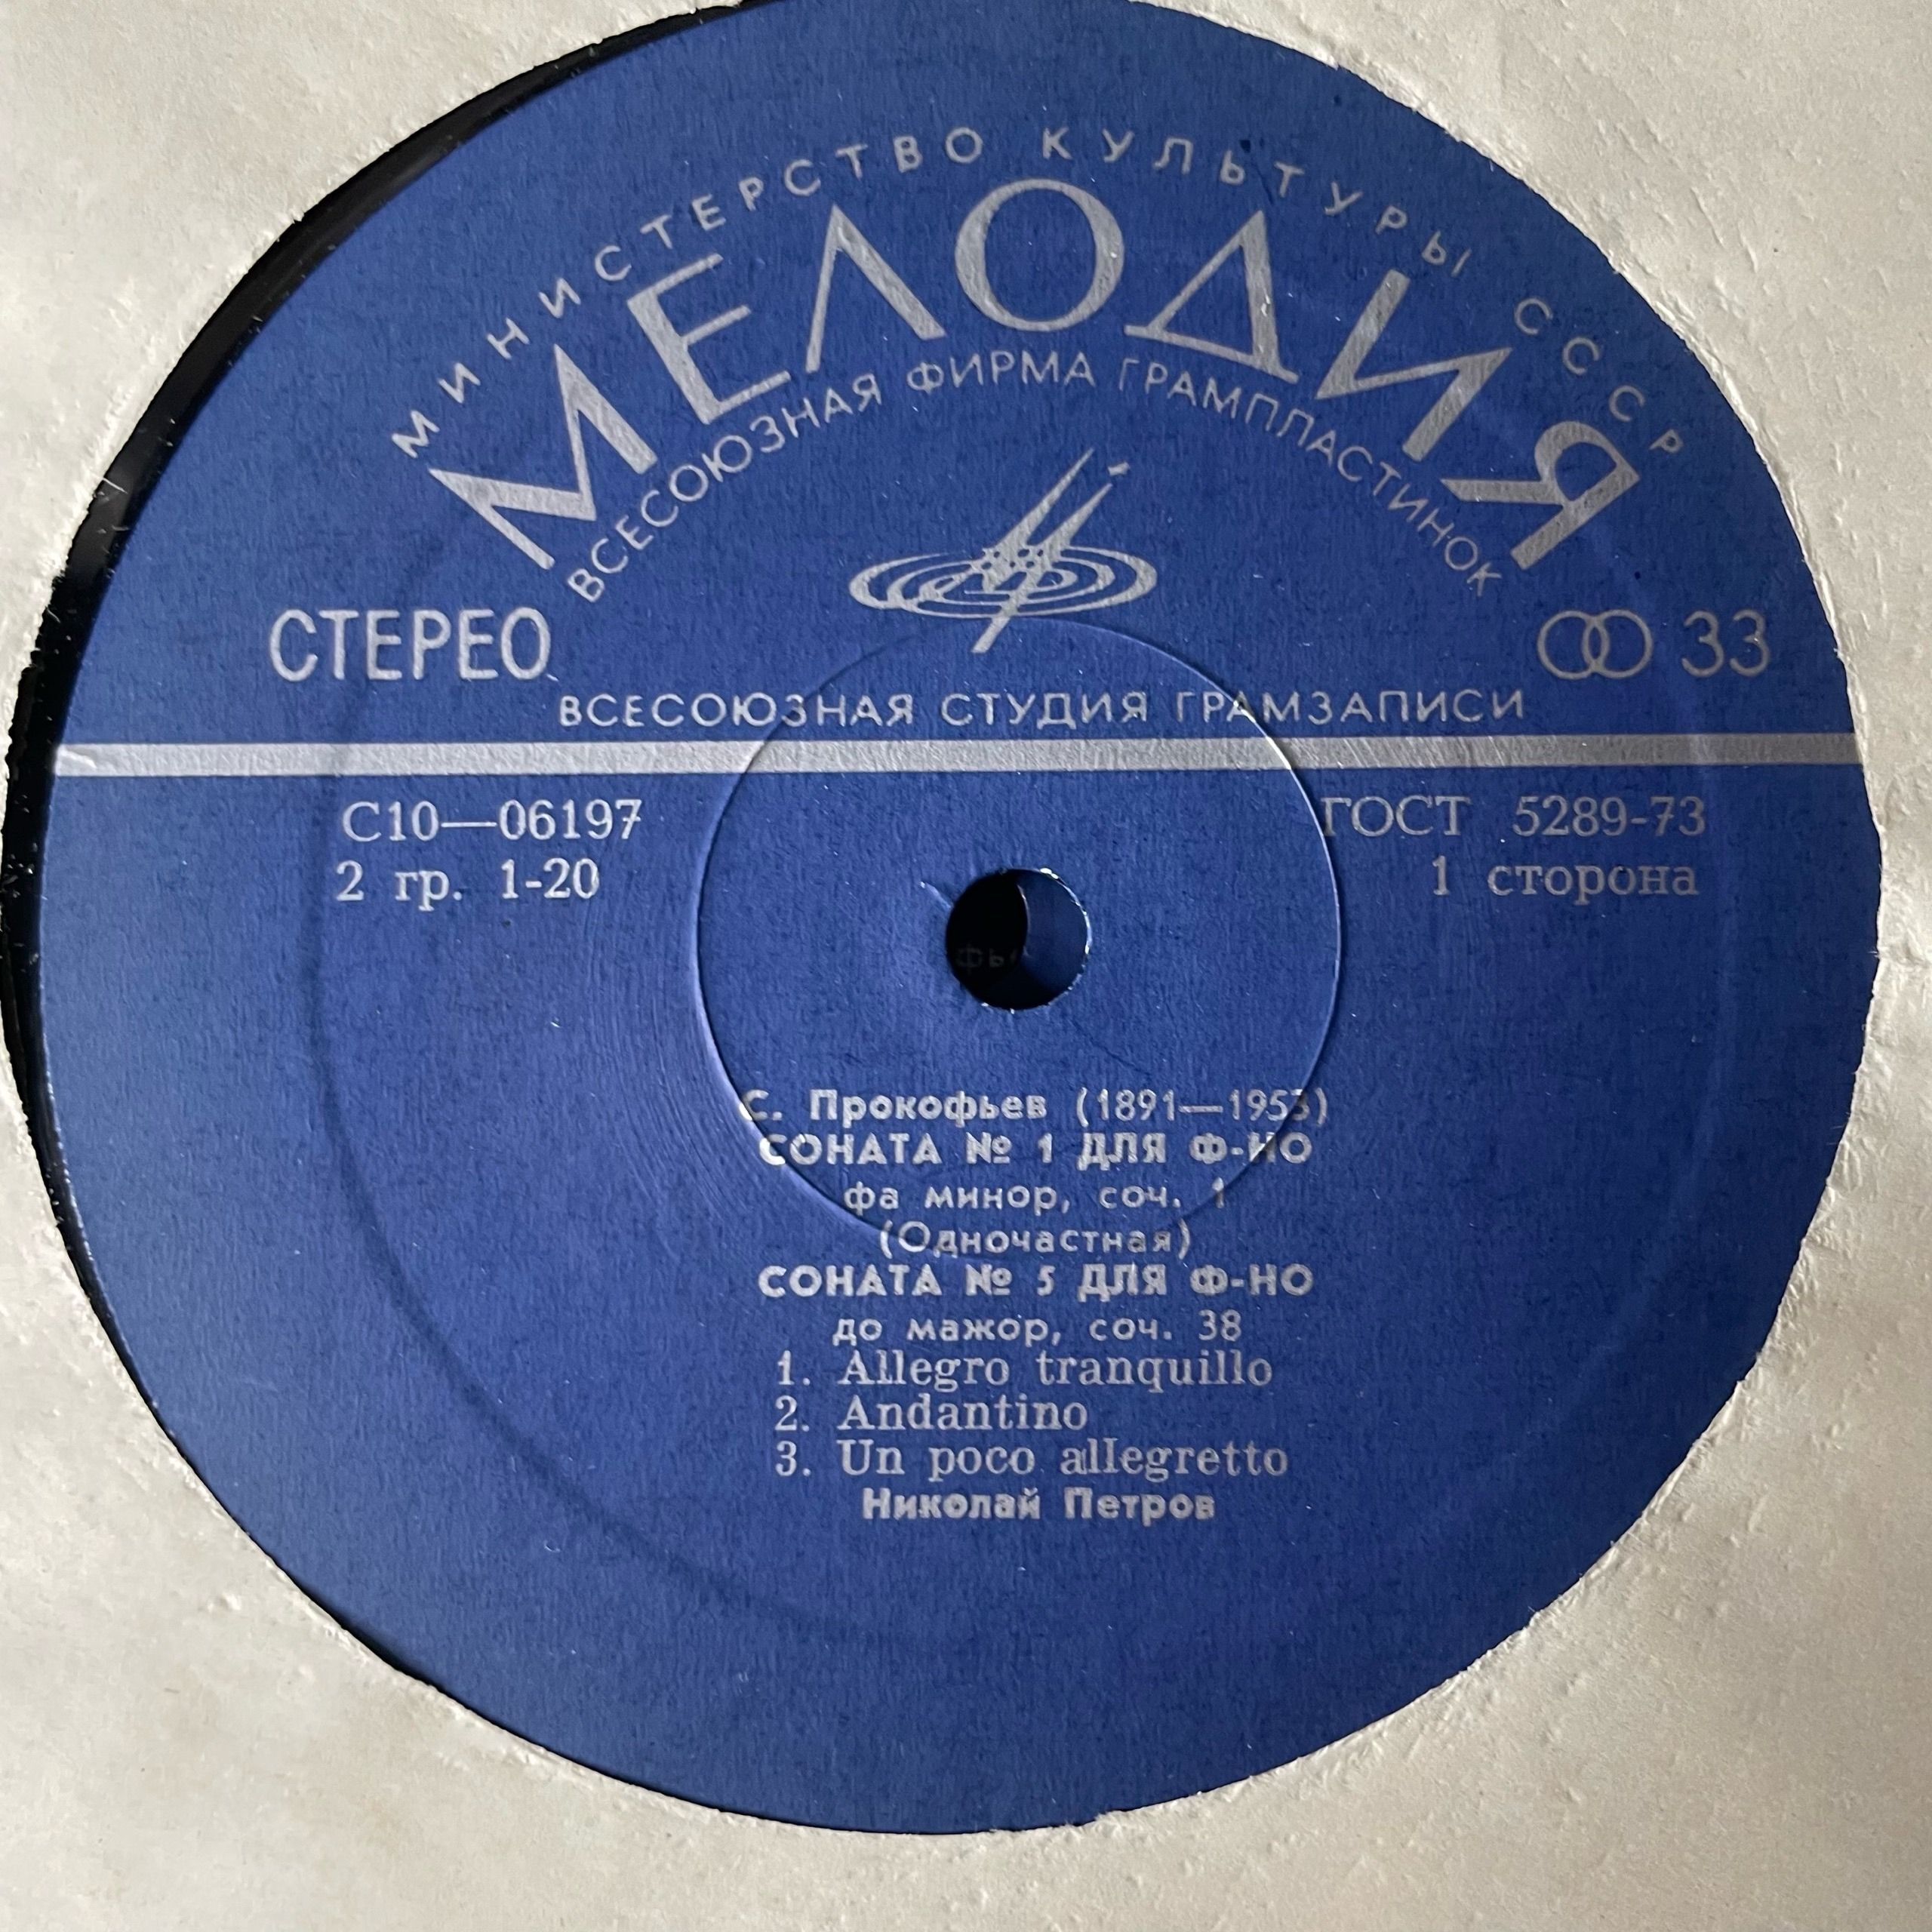 МИНИСТЕРСТВО КУЛЬТУРЫ СССР
МЕЛОДИЯ
ВСЕСОЮЗНАЯ ФИРМА ГРАМПЛАСТИНОК
СТЕРЕО 33
ВСЕСОЮЗНАЯ СТУДИЯ ГРАМЗАПИСИ
С10—06197 ГОСТ 5289-73
2 гр. 1-20 1 сторона
С. Прокофьев (1891—1953)
СОНАТА № 1 ДЛЯ Ф-НО
фа минор, соч. 1
(Одночастная)
СОНАТА № 5 ДЛЯ Ф-НО
до мажор, соч. 38
1. Allegro tranquillo
2. Andantino
3. Un poco allegretto
Николай Петров